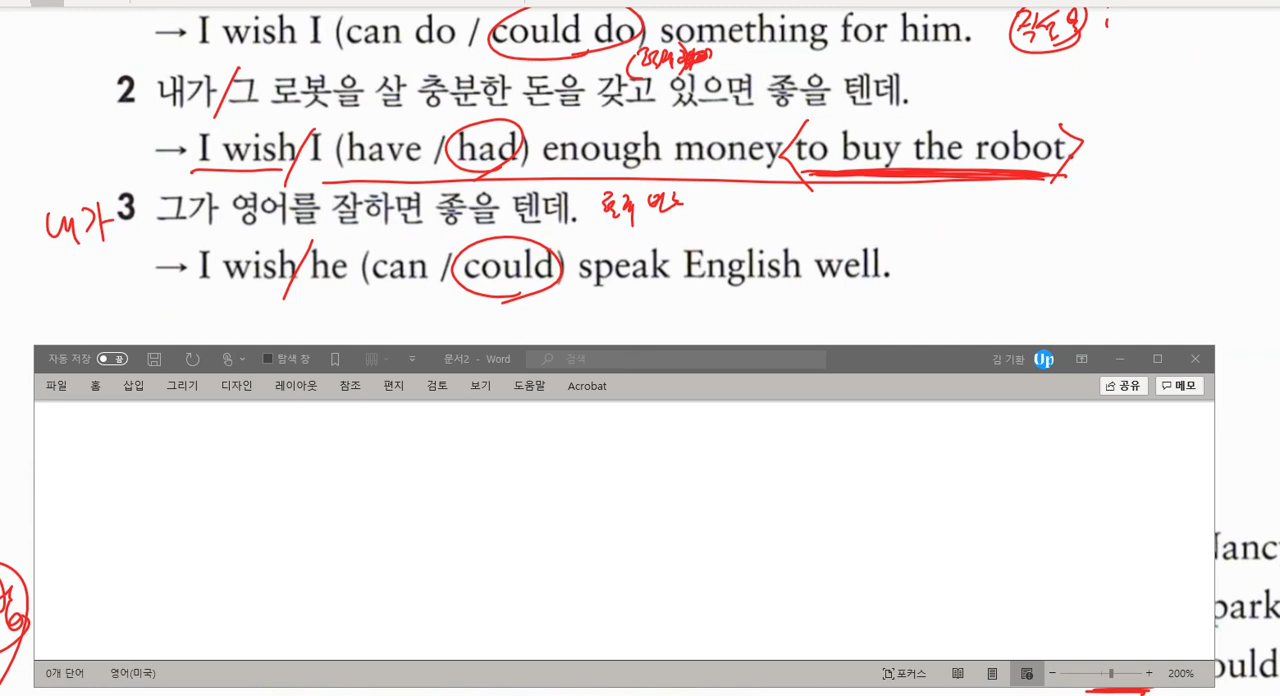 → I wish I (can do / could do) something for him.
2 내가 그 로봇을 살 충분한 돈을 갖고 있으면 좋을 텐데.
→ I wish I (have / had) enough money to buy the robot.
내가
3 그가 영어를 잘하면 좋을 텐데.
→ I wish he (can / could) speak English well.
자동 저장 끔 탐색 창 문서2 - Word 검색 김 기환 Up
파일 홈 삽입 그리기 디자인 레이아웃 참조 편지 검토 보기 도움말 Acrobat 공유 메모
park
0개 단어 영어(미국) 포커스 200%